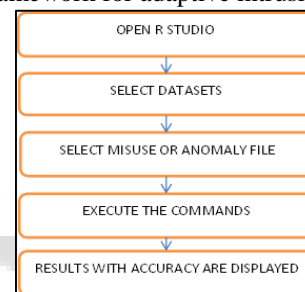 OPEN R STUDIO
SELECT DATASETS
SELECT MISUSE OR ANOMALY FILE
EXECUTE THE COMMANDS
RESULTS WITH ACCURACY ARE DISPLAYED